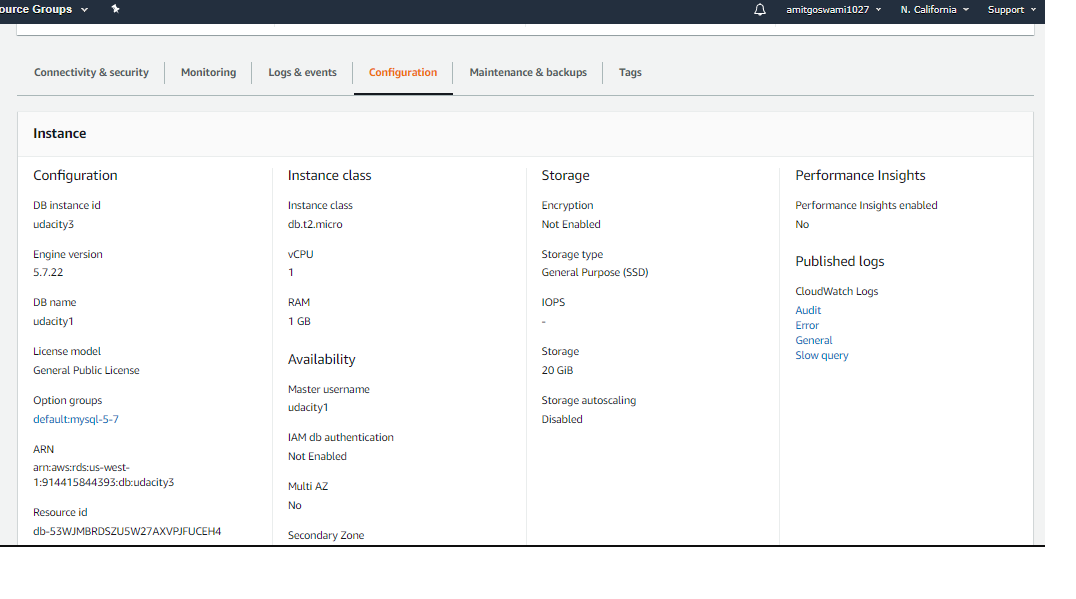 ource Groups
amitgoswami1027
N. California
Support
Connectivity & security
Monitoring
Logs & events
Configuration
Maintenance & backups
Tags
Instance
Configuration
DB instance id
udacity3
Engine version
5.7.22
DB name
udacity1
License model
General Public License
Option groups
default:mysql-5-7
ARN
arn:aws:rds:us-west-
1:914415844393:db:udacity3
Resource id
db-53WJMBRDSZU5W27AXVPJFUCEH4
Instance class
Instance class
db.t2.micro
vCPU
1
RAM
1 GB
Availability
Master username
udacity1
IAM db authentication
Not Enabled
Multi AZ
No
Secondary Zone
Storage
Encryption
Not Enabled
Storage type
General Purpose (SSD)
IOPS
-
Storage
20 GiB
Storage autoscaling
Disabled
Performance Insights
Performance Insights enabled
No
Published logs
CloudWatch Logs
Audit
Error
General
Slow query